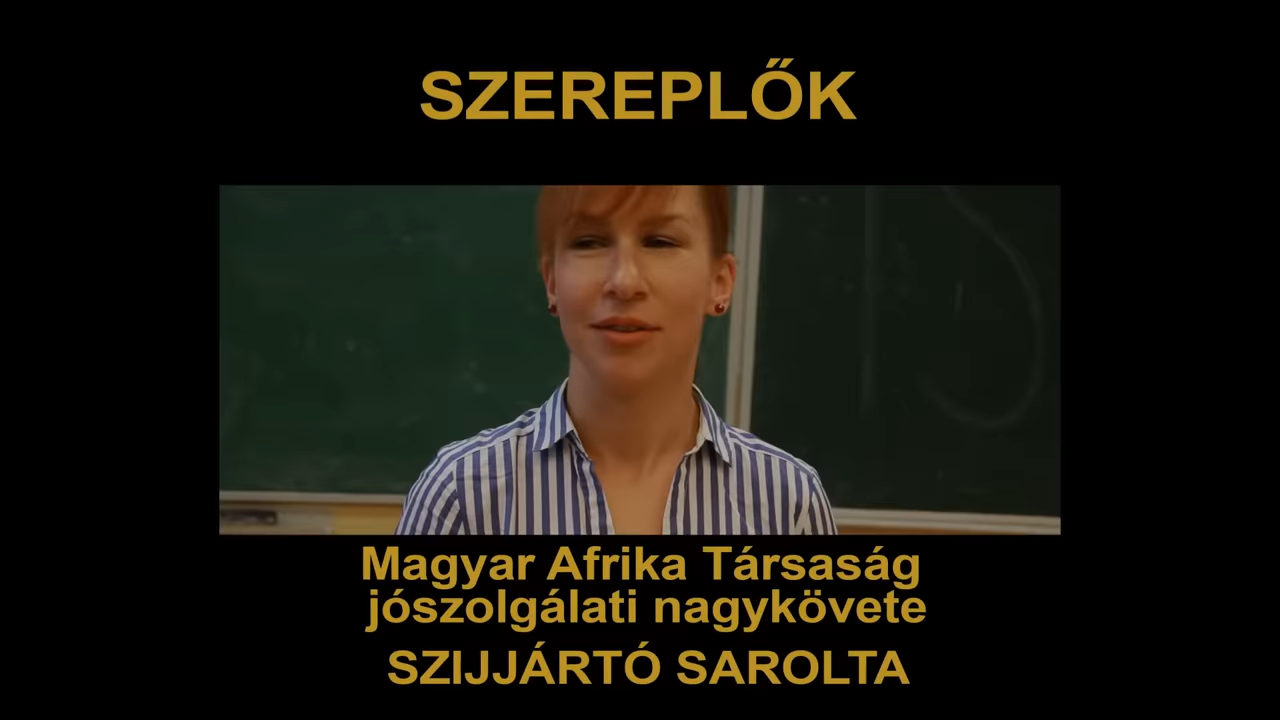 SZEREPLŐK
Magyar Afrika Társaság
jószolgálati nagykövete
SZIJJÁRTÓ SAROLTA